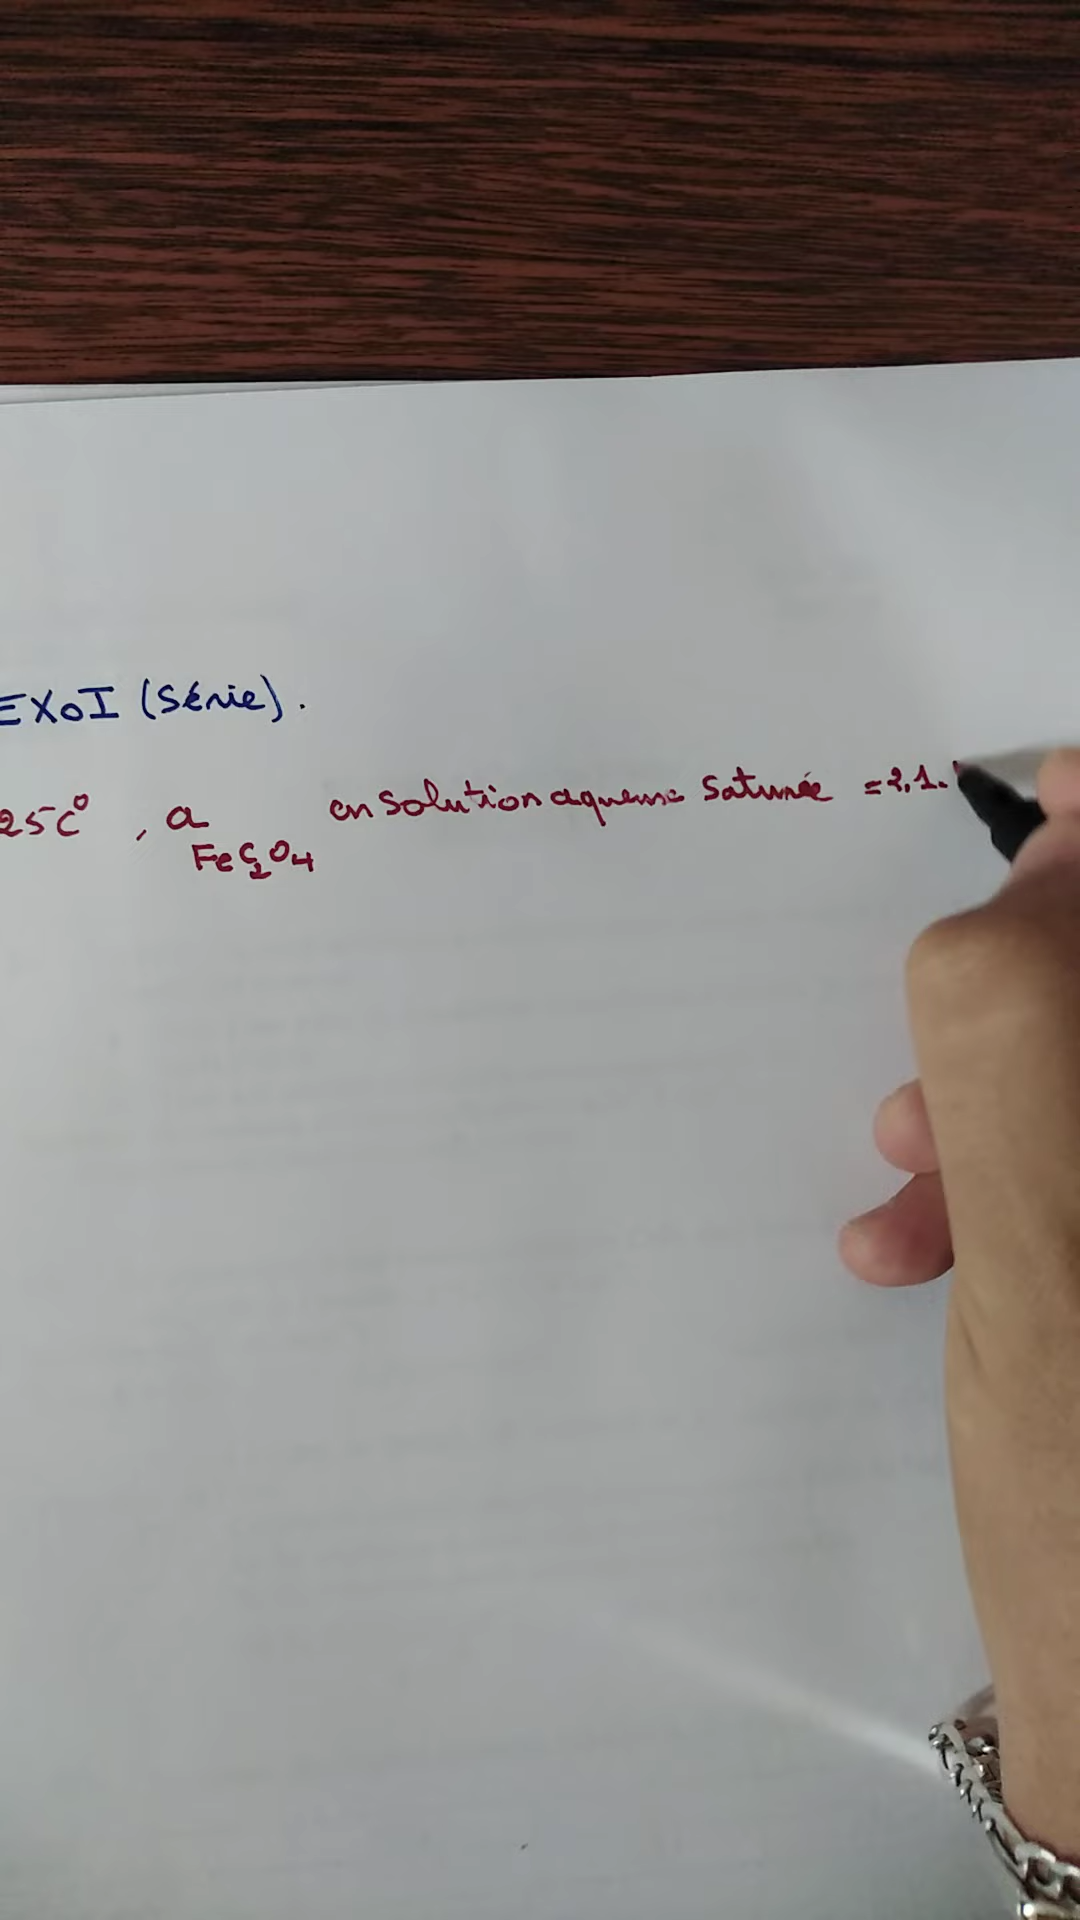 EXOI (Série).
25C° , a en solution aqueuse saturée = 2,1.
FeC₂O₄